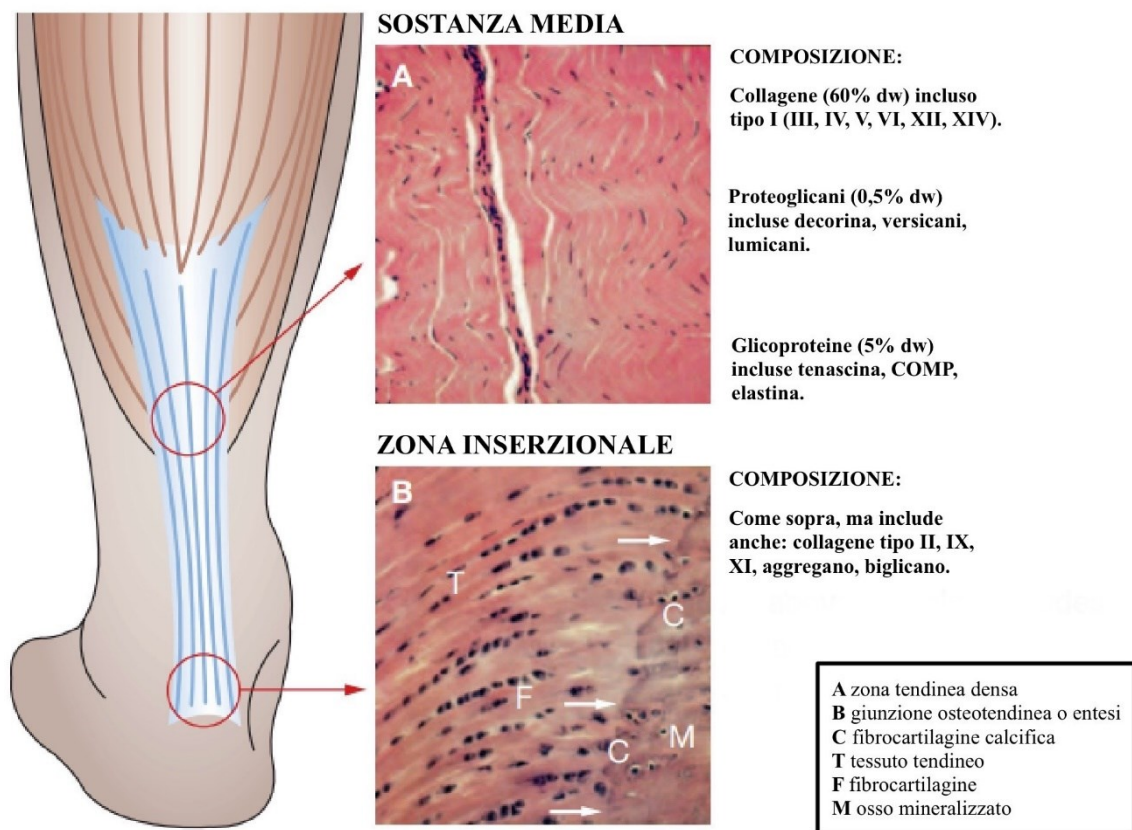 SOSTANZA MEDIA
A
COMPOSIZIONE:
Collagene (60% dw) incluso
tipo I (III, IV, V, VI, XII, XIV).
Proteoglicani (0,5% dw)
incluse decorina, versicani,
lumicani.
Glicoproteine (5% dw)
incluse tenascina, COMP,
elastina.
ZONA INSERZIONALE
B
T
C
F
M
C
COMPOSIZIONE:
Come sopra, ma include
anche: collagene tipo II, IX,
XI, aggregano, biglicano.
A zona tendinea densa
B giunzione osteotendinea o entesi
C fibrocartilagine calcifica
T tessuto tendineo
F fibrocartilagine
M osso mineralizzato